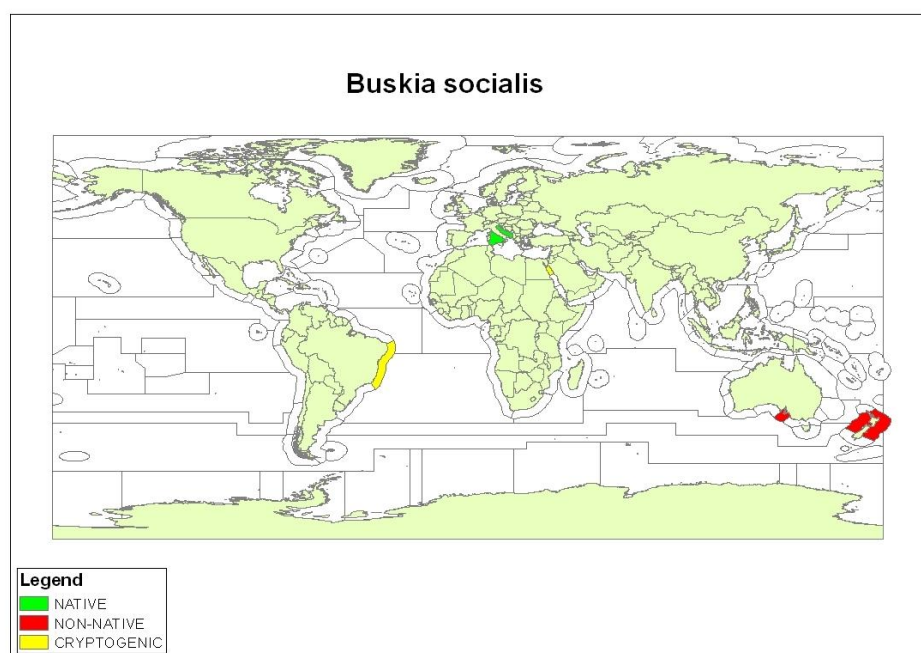 Buskia socialis
Legend
NATIVE
NON-NATIVE
CRYPTOGENIC